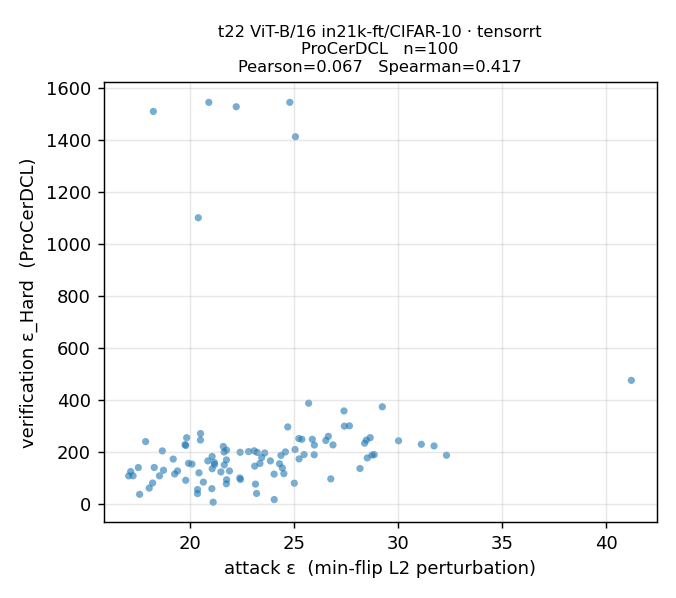 t22 ViT-B/16 in21k-ft/CIFAR-10 · tensorrt
ProCerDCL   n=100
Pearson=0.067   Spearman=0.417
1600
1400
1200
1000
800
600
400
200
0
verification ε_Hard  (ProCerDCL)
20
25
30
35
40
attack ε  (min-flip L2 perturbation)